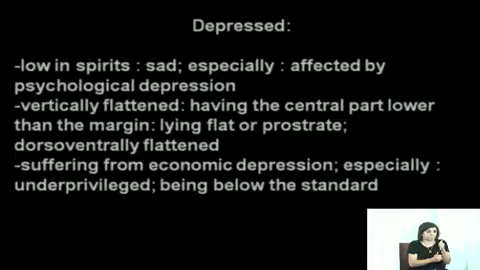 Depressed:
-low in spirits : sad; especially : affected by
psychological depression
-vertically flattened: having the central part lower
than the margin: lying flat or prostrate;
dorsoventrally flattened
-suffering from economic depression; especially :
underprivileged; being below the standard